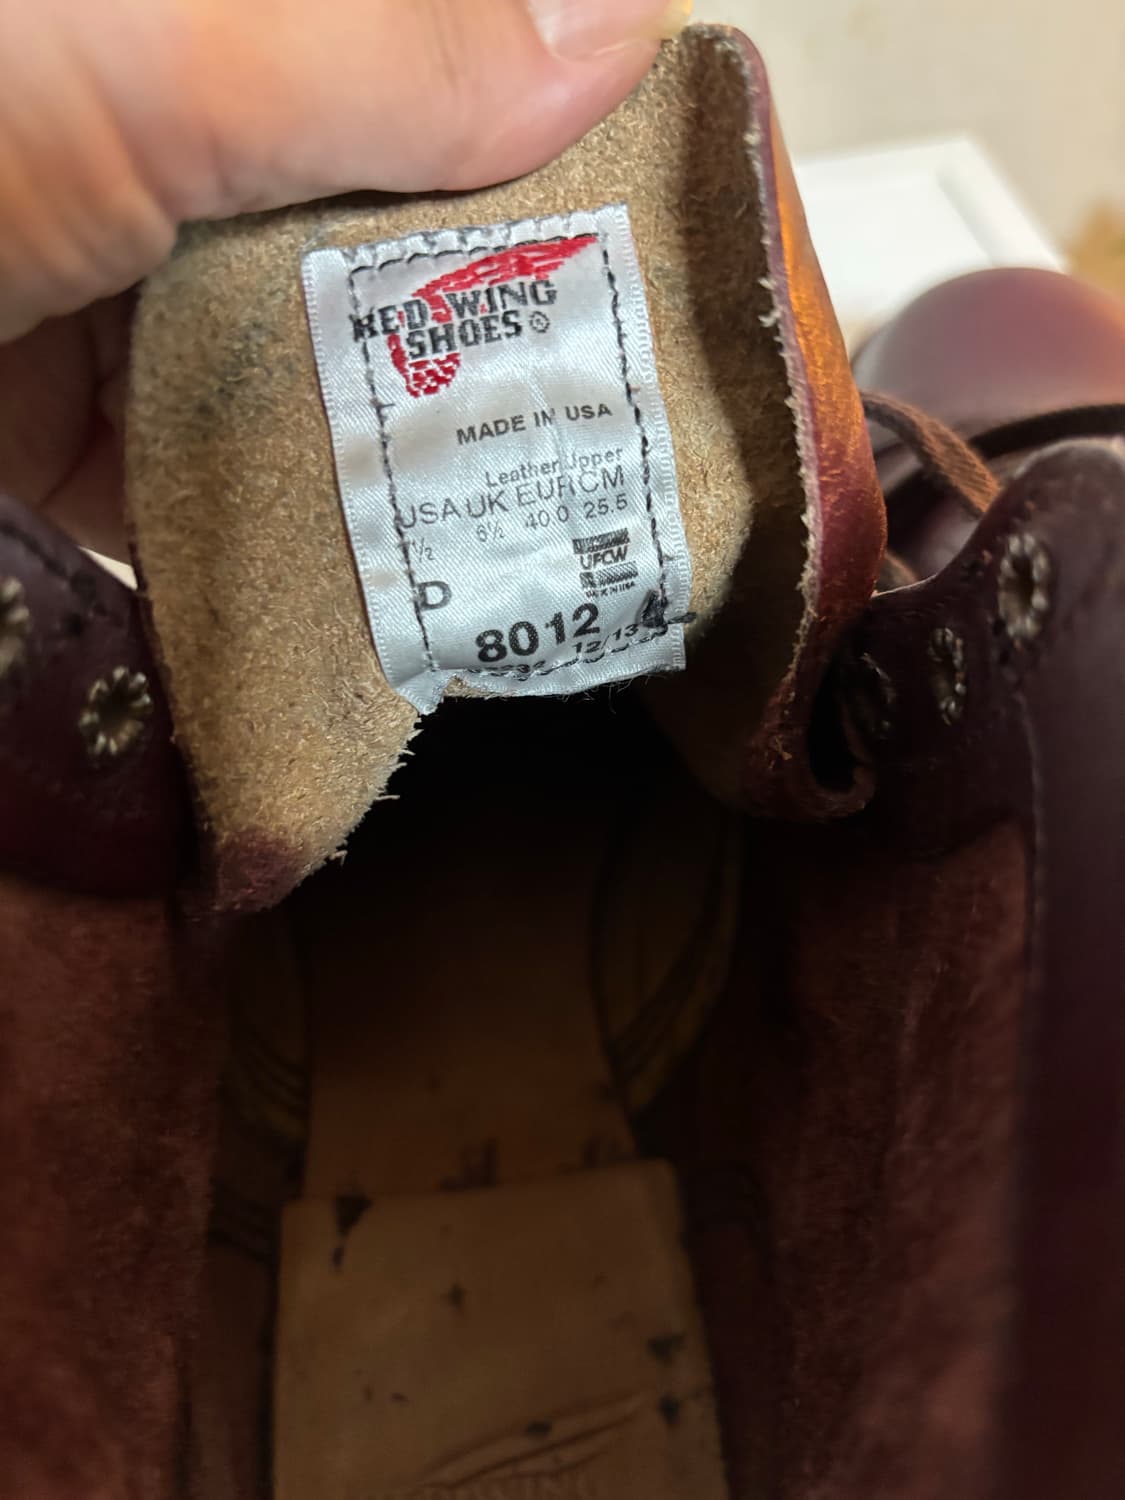 RED WING
SHOES®
MADE IN USA
Leather Upper
USA UK EUR CM
7½ 6½ 40.0 25.5
UFCW
D
8012
12/13